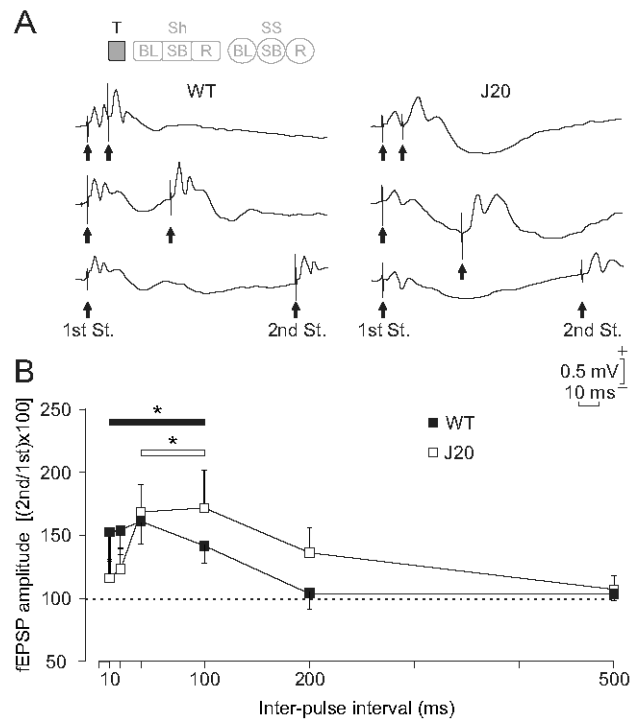 A
T
Sh
SS
BL SB R BL SB R
WT
J20
1st St.
2nd St.
1st St.
2nd St.
+
0.5 mV
−
10 ms
B
fEPSP amplitude [(2nd/1st)x100]
250
200
150
100
50
*
*
WT
J20
10
100
200
500
Inter-pulse interval (ms)